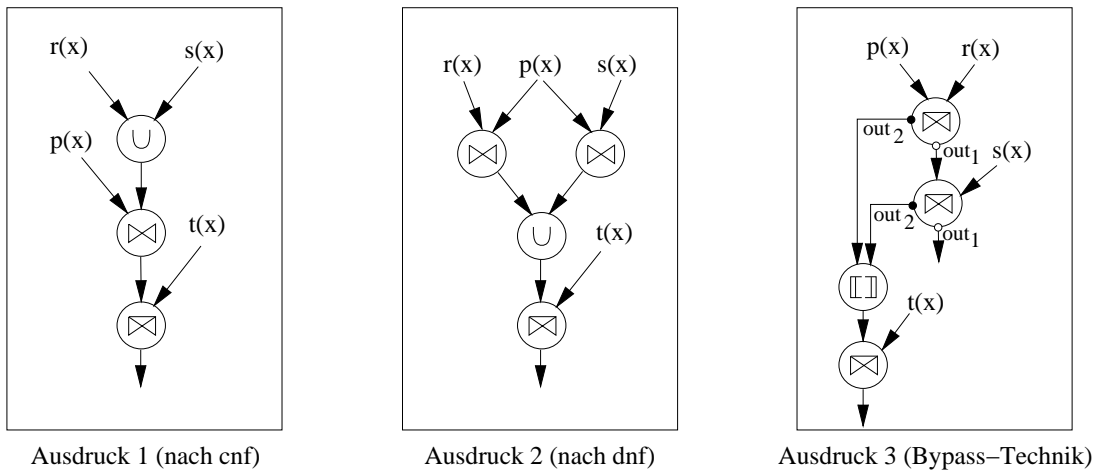 r(x)
s(x)
p(x)
∪
t(x)
Ausdruck 1 (nach cnf)
r(x)
p(x)
s(x)
∪
t(x)
Ausdruck 2 (nach dnf)
p(x)
r(x)
out2
out1
s(x)
out2
out1
t(x)
Ausdruck 3 (Bypass−Technik)